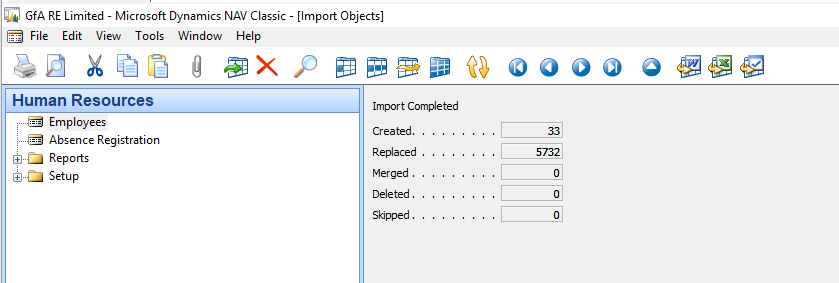 GfA RE Limited - Microsoft Dynamics NAV Classic - [Import Objects]
File Edit View Tools Window Help
Human Resources
Employees
Absence Registration
Reports
Setup
Import Completed
Created. . . . . . . . . 33
Replaced . . . . . . . . 5732
Merged . . . . . . . . . 0
Deleted . . . . . . . . . 0
Skipped . . . . . . . . . 0